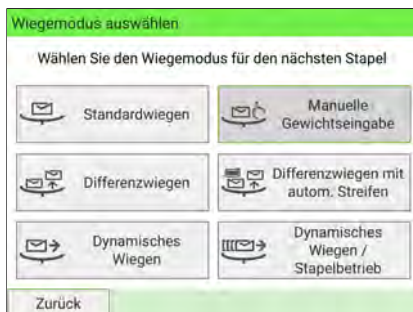 Wiegemodus auswählen
Wählen Sie den Wiegemodus für den nächsten Stapel
Standardwiegen
Manuelle
Gewichtseingabe
Differenzwiegen
Differenzwiegen mit
autom. Streifen
Dynamisches
Wiegen
Dynamisches
Wiegen /
Stapelbetrieb
Zurück